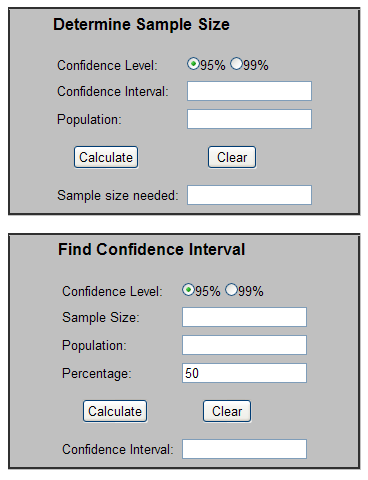 Determine Sample Size
Confidence Level: 95% 99%
Confidence Interval:
Population:
Calculate Clear
Sample size needed:
Find Confidence Interval
Confidence Level: 95% 99%
Sample Size:
Population:
Percentage: 50
Calculate Clear
Confidence Interval: